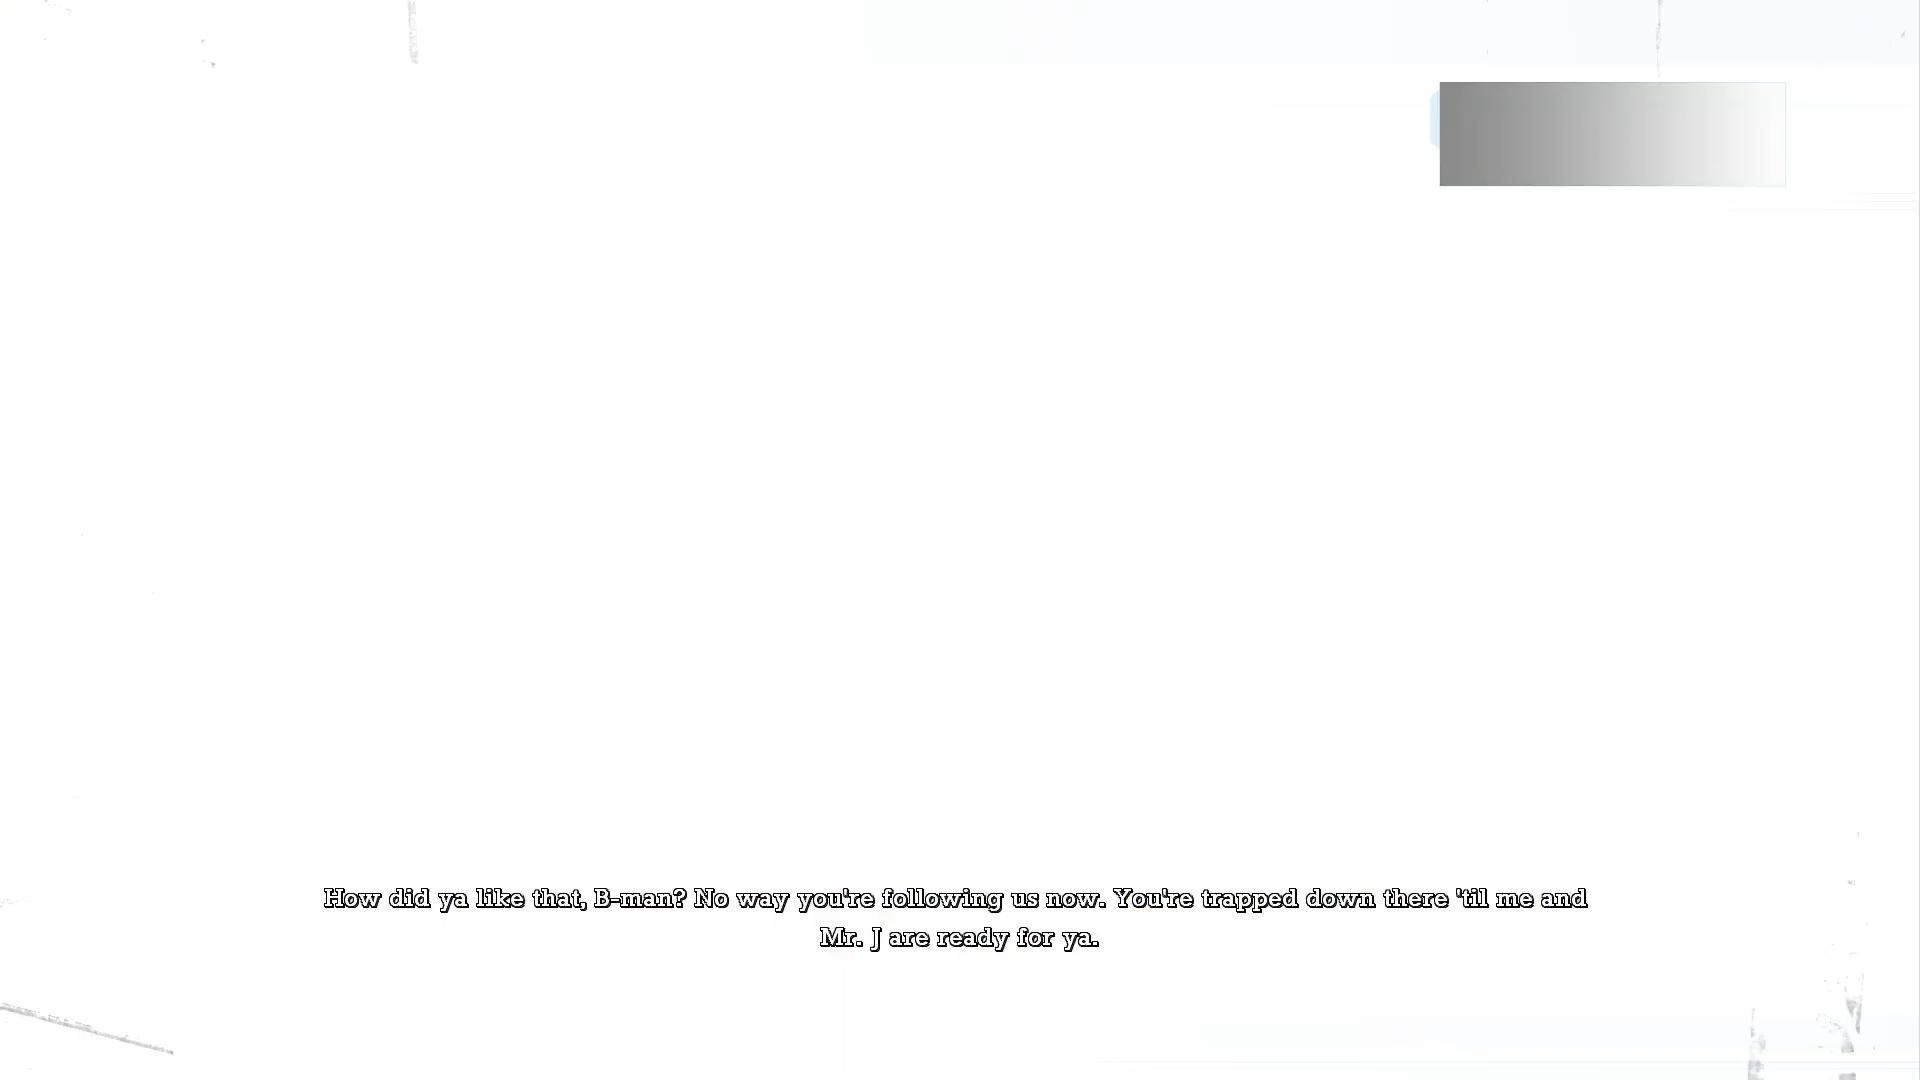 How did ya like that, B-man? No way you're following us now. You're trapped down there 'til me and
Mr. J are ready for ya.